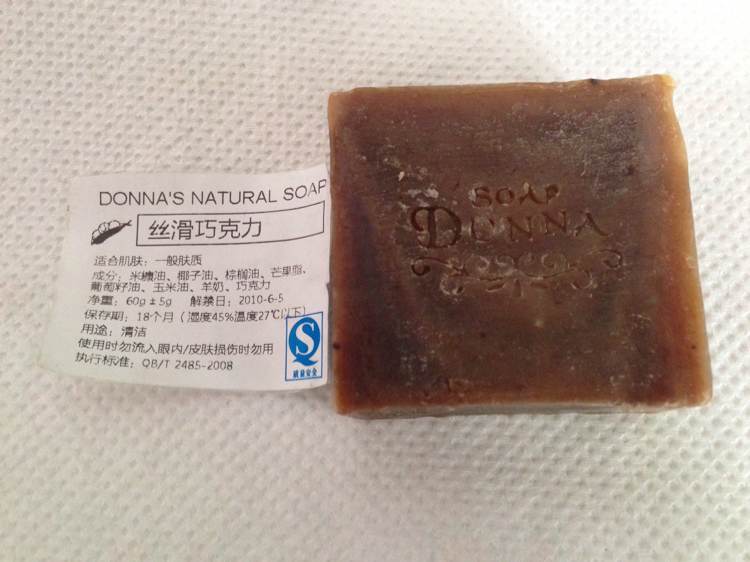 DONNA'S NATURAL SOAP
丝滑巧克力
适合肌肤：一般肤质
成分：米糠油、椰子油、棕榈油、芒果脂、
葡萄籽油、玉米油、羊奶、巧克力
净重：60g±5g 解禁日：2010-6-5
保存期：18个月（湿度45%温度27℃以下）
用途：清洁
使用时勿流入眼内/皮肤损伤时勿用
执行标准：QB/T 2485-2008
质量安全
SOAP
DONNA